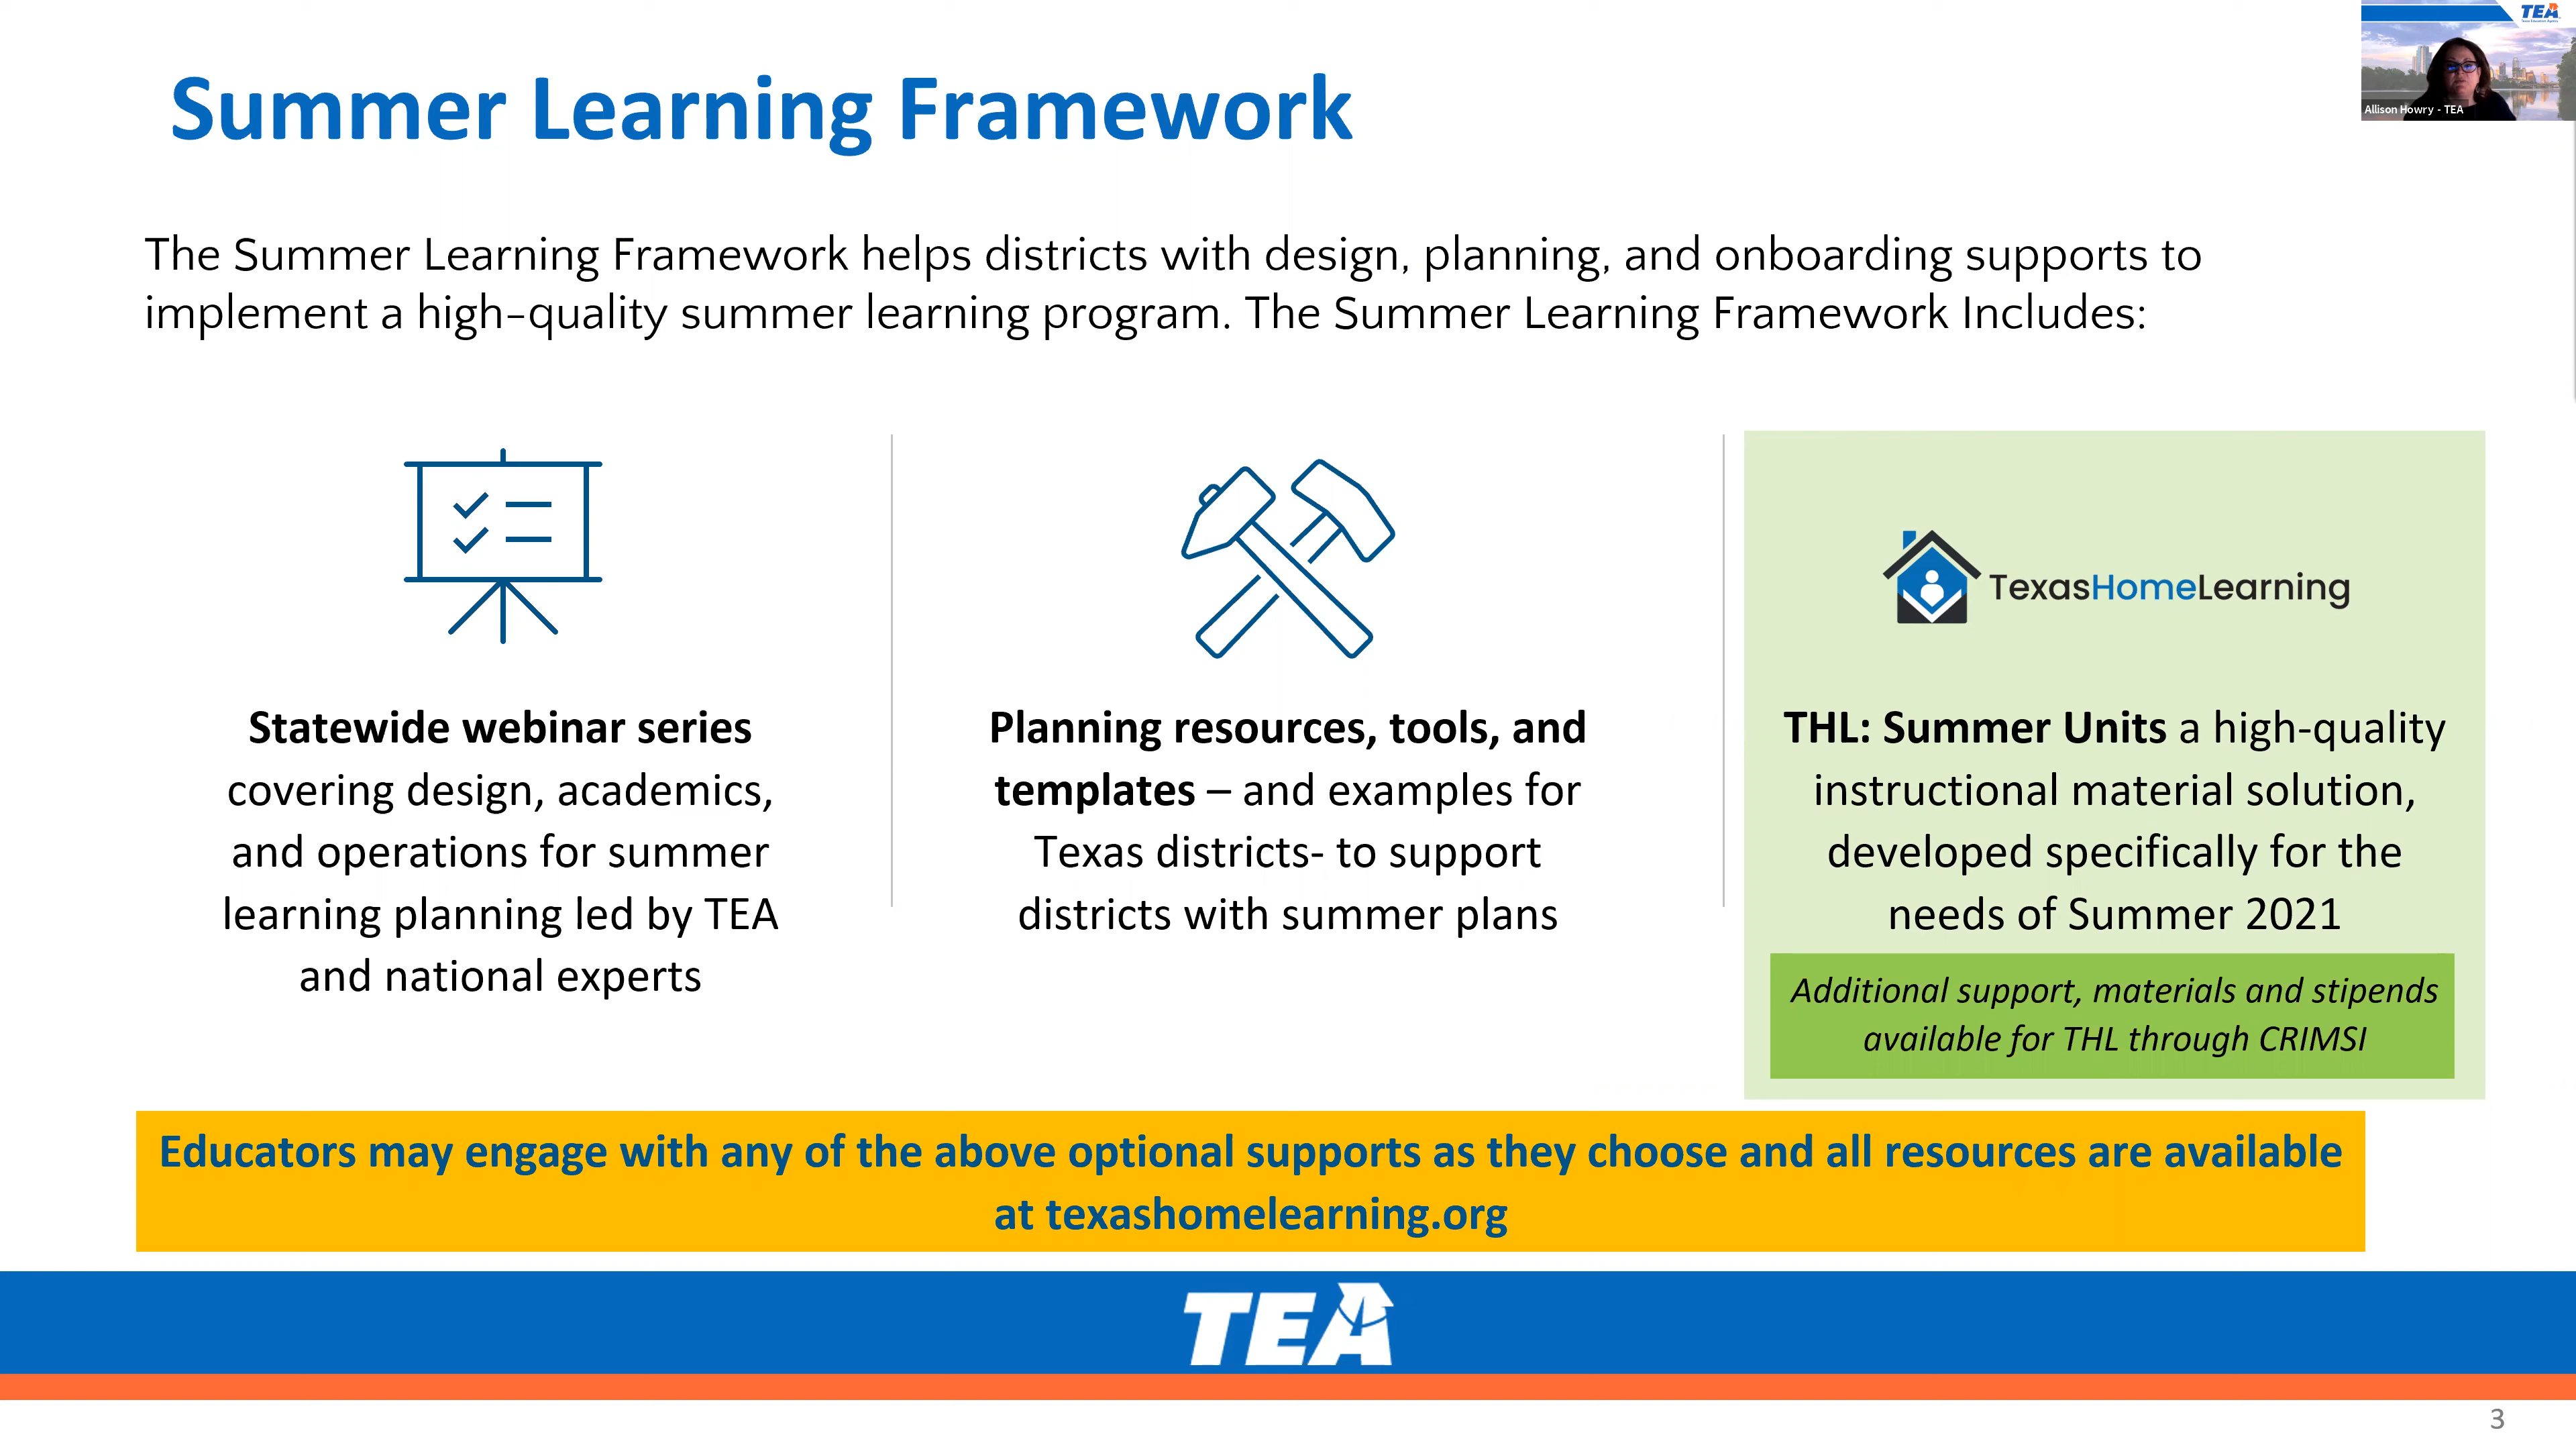 TEA
Allison Howry - TEA
Summer Learning Framework
The Summer Learning Framework helps districts with design, planning, and onboarding supports to
implement a high-quality summer learning program. The Summer Learning Framework Includes:
Statewide webinar series
covering design, academics,
and operations for summer
learning planning led by TEA
and national experts
Planning resources, tools, and
templates – and examples for
Texas districts- to support
districts with summer plans
TexasHomeLearning
THL: Summer Units a high-quality
instructional material solution,
developed specifically for the
needs of Summer 2021
Additional support, materials and stipends
available for THL through CRIMSI
Educators may engage with any of the above optional supports as they choose and all resources are available
at texashomelearning.org
TEA
3